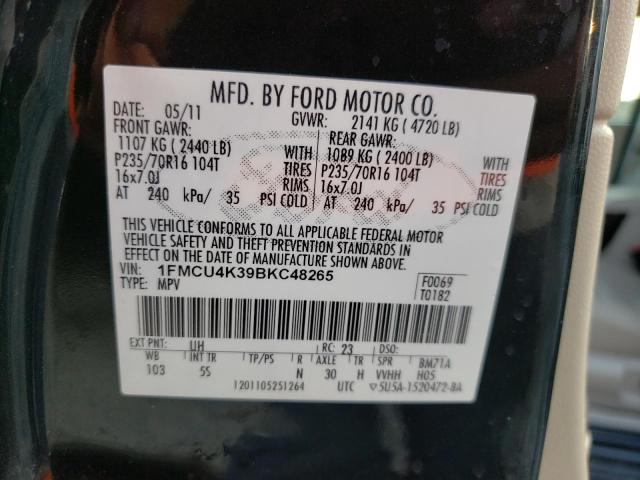 MFD. BY FORD MOTOR CO.
DATE: 05/11 GVWR: 2141 KG ( 4720 LB)
FRONT GAWR: REAR GAWR:
1107 KG ( 2440 LB) WITH 1089 KG ( 2400 LB) WITH
P235/70R16 104T TIRES P235/70R16 104T TIRES
16x7.0J RIMS 16x7.0J RIMS
AT 240 kPa/ 35 PSI COLD AT 240 kPa/ 35 PSI COLD
THIS VEHICLE CONFORMS TO ALL APPLICABLE FEDERAL MOTOR
VEHICLE SAFETY AND THEFT PREVENTION STANDARDS IN
EFFECT ON THE DATE OF MANUFACTURE SHOWN ABOVE.
VIN: 1FMCU4K39BKC48265 F0069
TYPE: MPV T0182
EXT PNT: UH RC: 23 DSO:
WB INT TR TP/PS R AXLE TR SPR BM71A
103 5S N 30 H VVHH H05
1201105251264 UTC 5U5A-1520472-BA